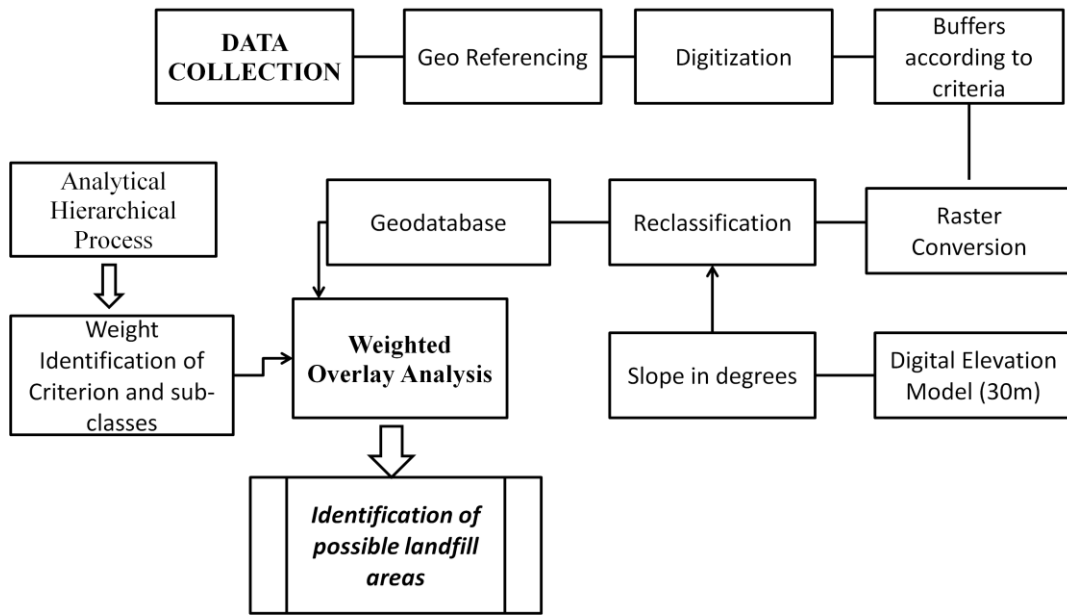 DATA
COLLECTION
Geo Referencing
Digitization
Buffers
according to
criteria
Analytical
Hierarchical
Process
Geodatabase
Reclassification
Raster
Conversion
Weight
Identification of
Criterion and sub-
classes
Weighted
Overlay Analysis
Slope in degrees
Digital Elevation
Model (30m)
Identification of
possible landfill
areas